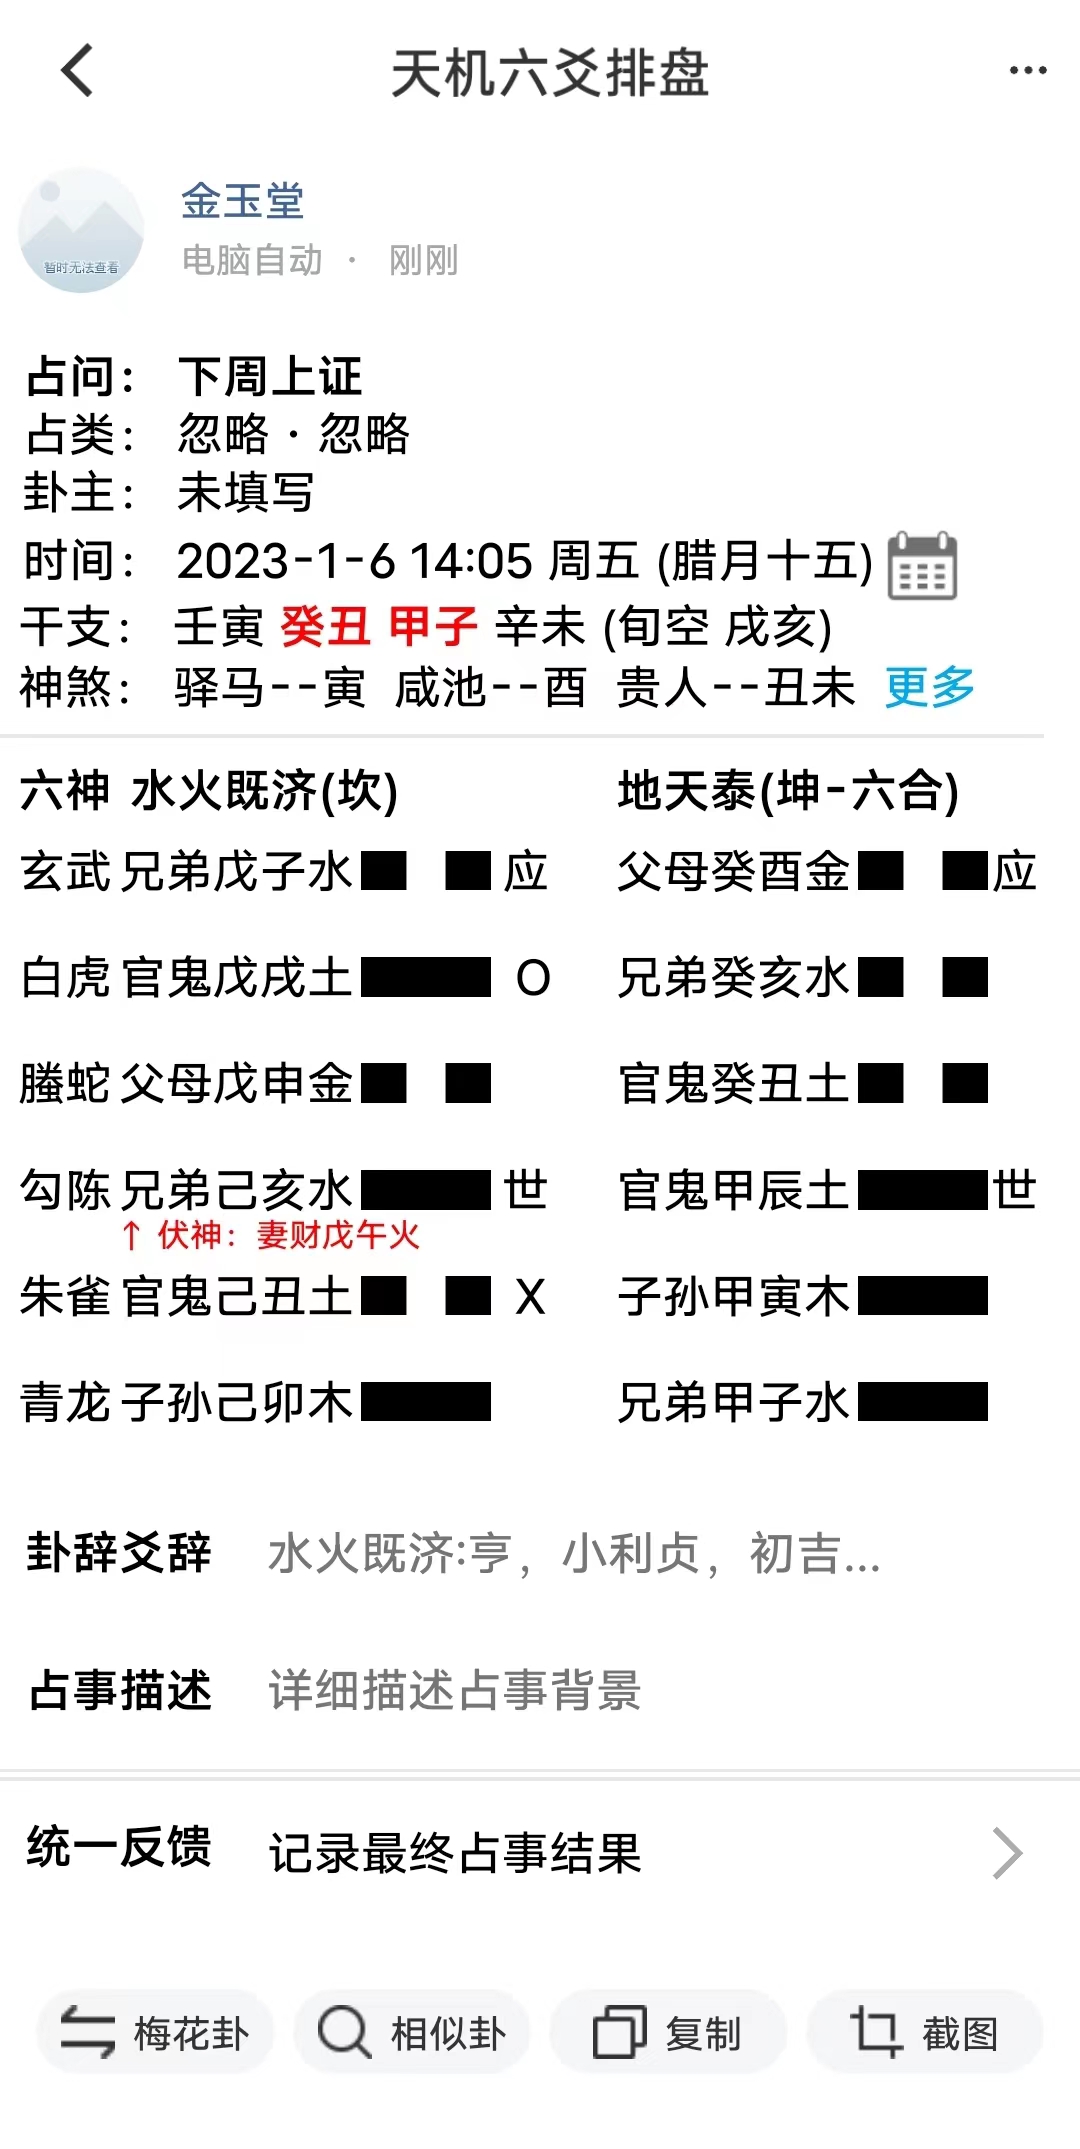 天机六爻排盘
金玉堂
暂时无法查看
电脑自动 · 刚刚
占问： 下周上证
占类： 忽略 · 忽略
卦主： 未填写
时间： 2023-1-6 14:05 周五 (腊月十五)
干支： 壬寅 癸丑 甲子 辛未 (旬空 戌亥)
神煞： 驿马--寅 咸池--酉 贵人--丑未 更多
六神 水火既济(坎) 地天泰(坤-六合)
玄武 兄弟戊子水 应 父母癸酉金 应
白虎 官鬼戊戌土 O 兄弟癸亥水
螣蛇 父母戊申金 官鬼癸丑土
勾陈 兄弟己亥水 世 官鬼甲辰土 世
↑ 伏神：妻财戊午火
朱雀 官鬼己丑土 X 子孙甲寅木
青龙 子孙己卯木 兄弟甲子水
卦辞爻辞 水火既济:亨，小利贞，初吉...
占事描述 详细描述占事背景
统一反馈 记录最终占事结果
梅花卦 相似卦 复制 截图